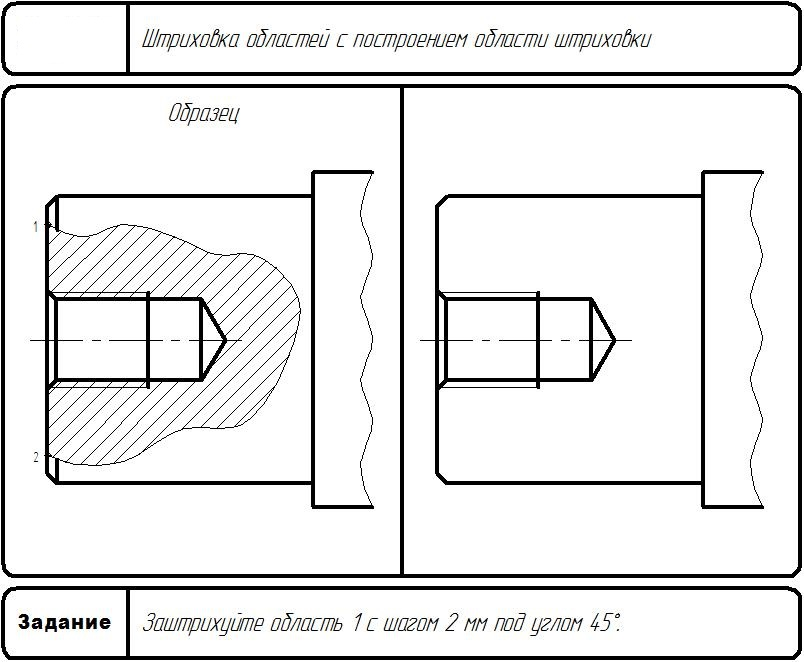 Штриховка областей с построением области штриховки
Образец
1
2
Задание
Заштрихуйте область 1 с шагом 2 мм под углом 45°.